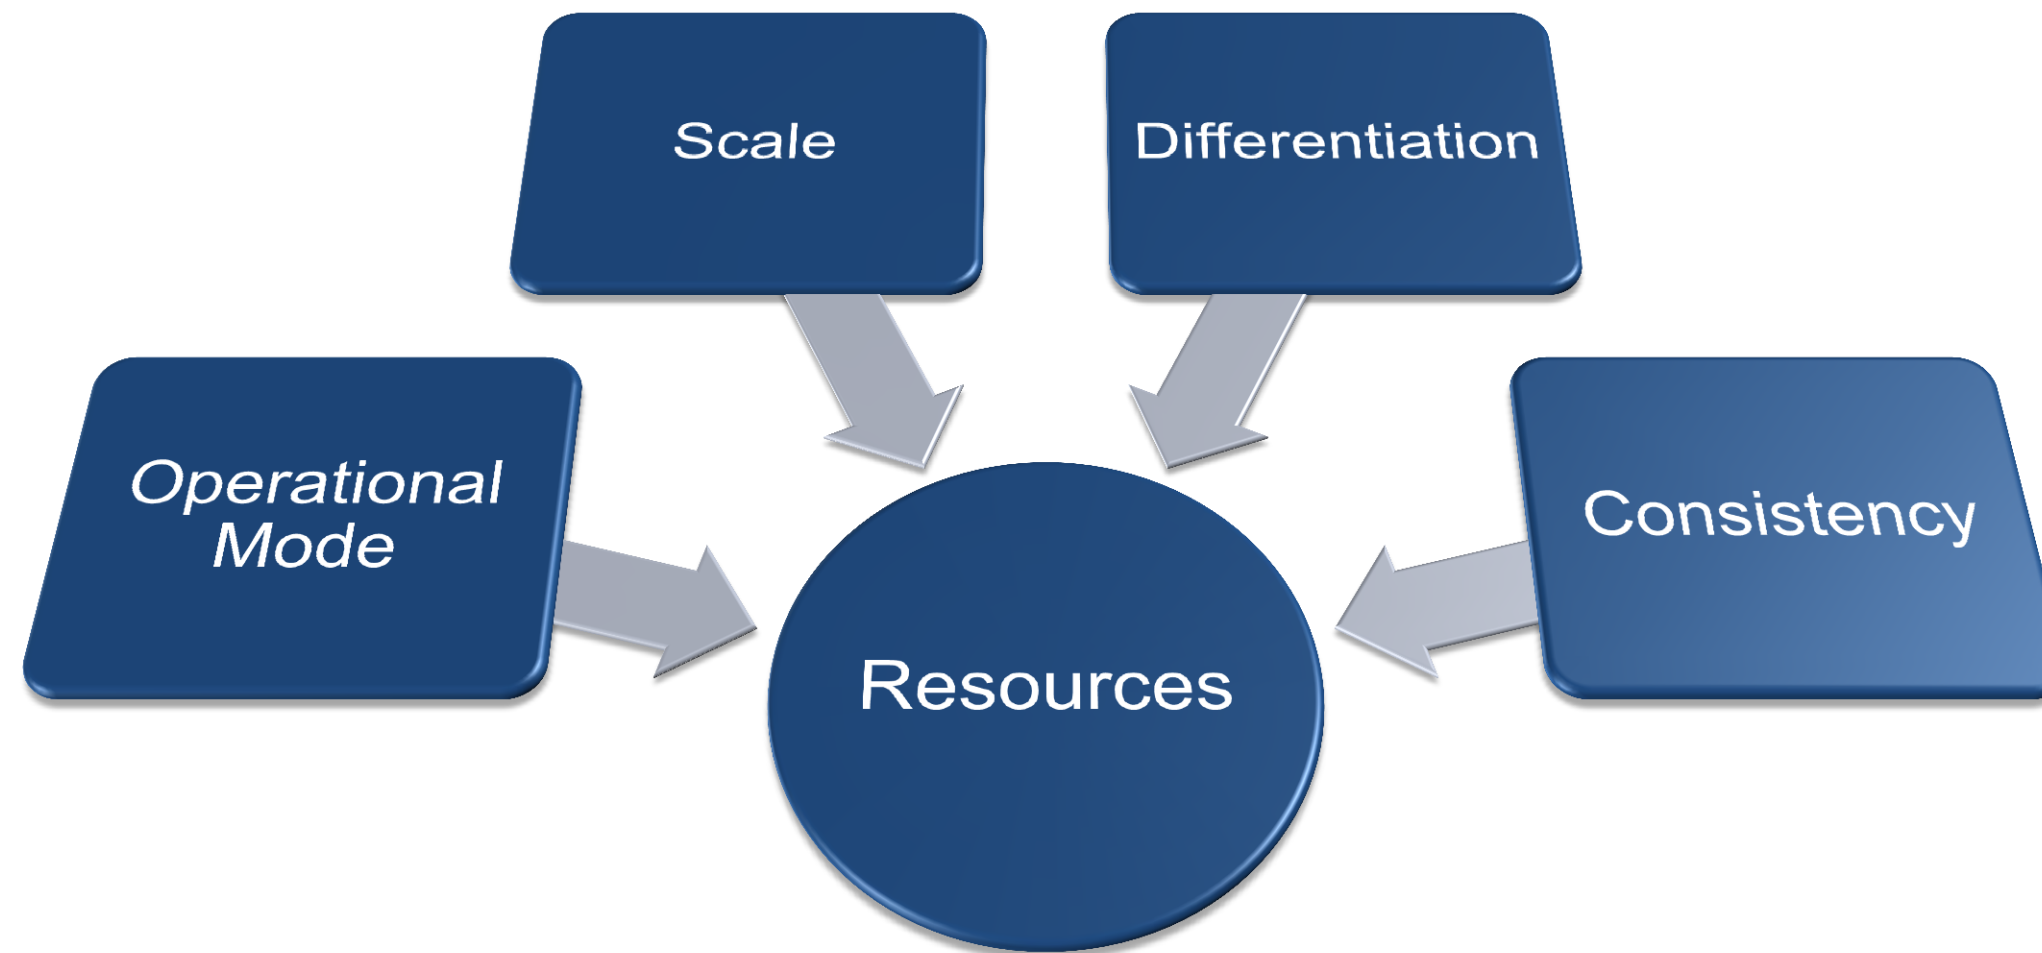 Scale
Differentiation
Operational
Mode
Consistency
Resources